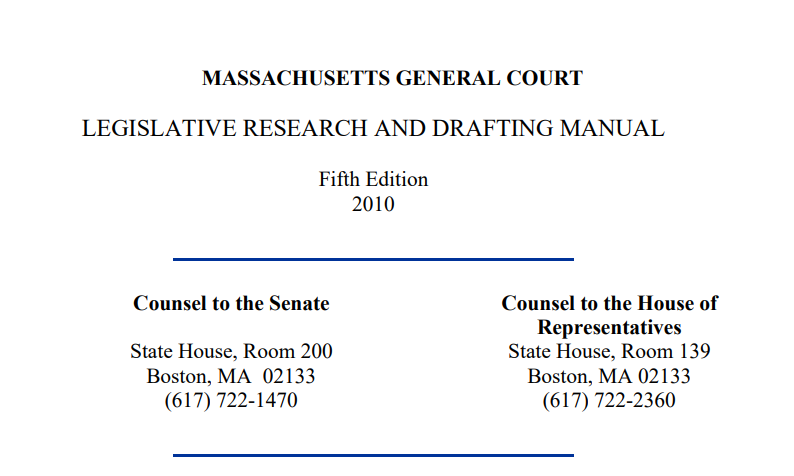 MASSACHUSETTS GENERAL COURT
LEGISLATIVE RESEARCH AND DRAFTING MANUAL
Fifth Edition
2010
Counsel to the Senate
State House, Room 200
Boston, MA  02133
(617) 722-1470
Counsel to the House of
Representatives
State House, Room 139
Boston, MA 02133
(617) 722-2360